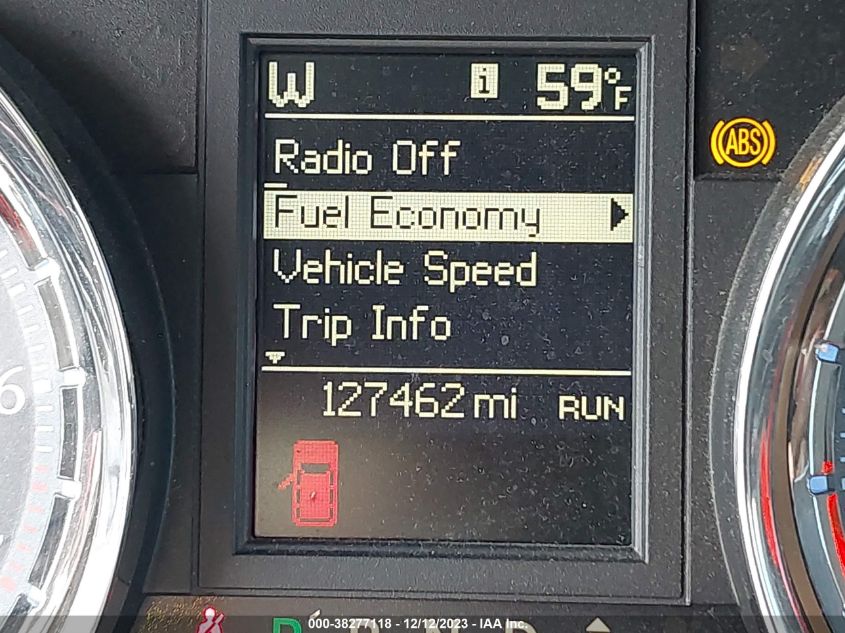 W i 59°F
ABS
Radio Off
Fuel Economy
Vehicle Speed
Trip Info
6
127462 mi RUN
000-38277118 - 12/12/2023 - IAA Inc.